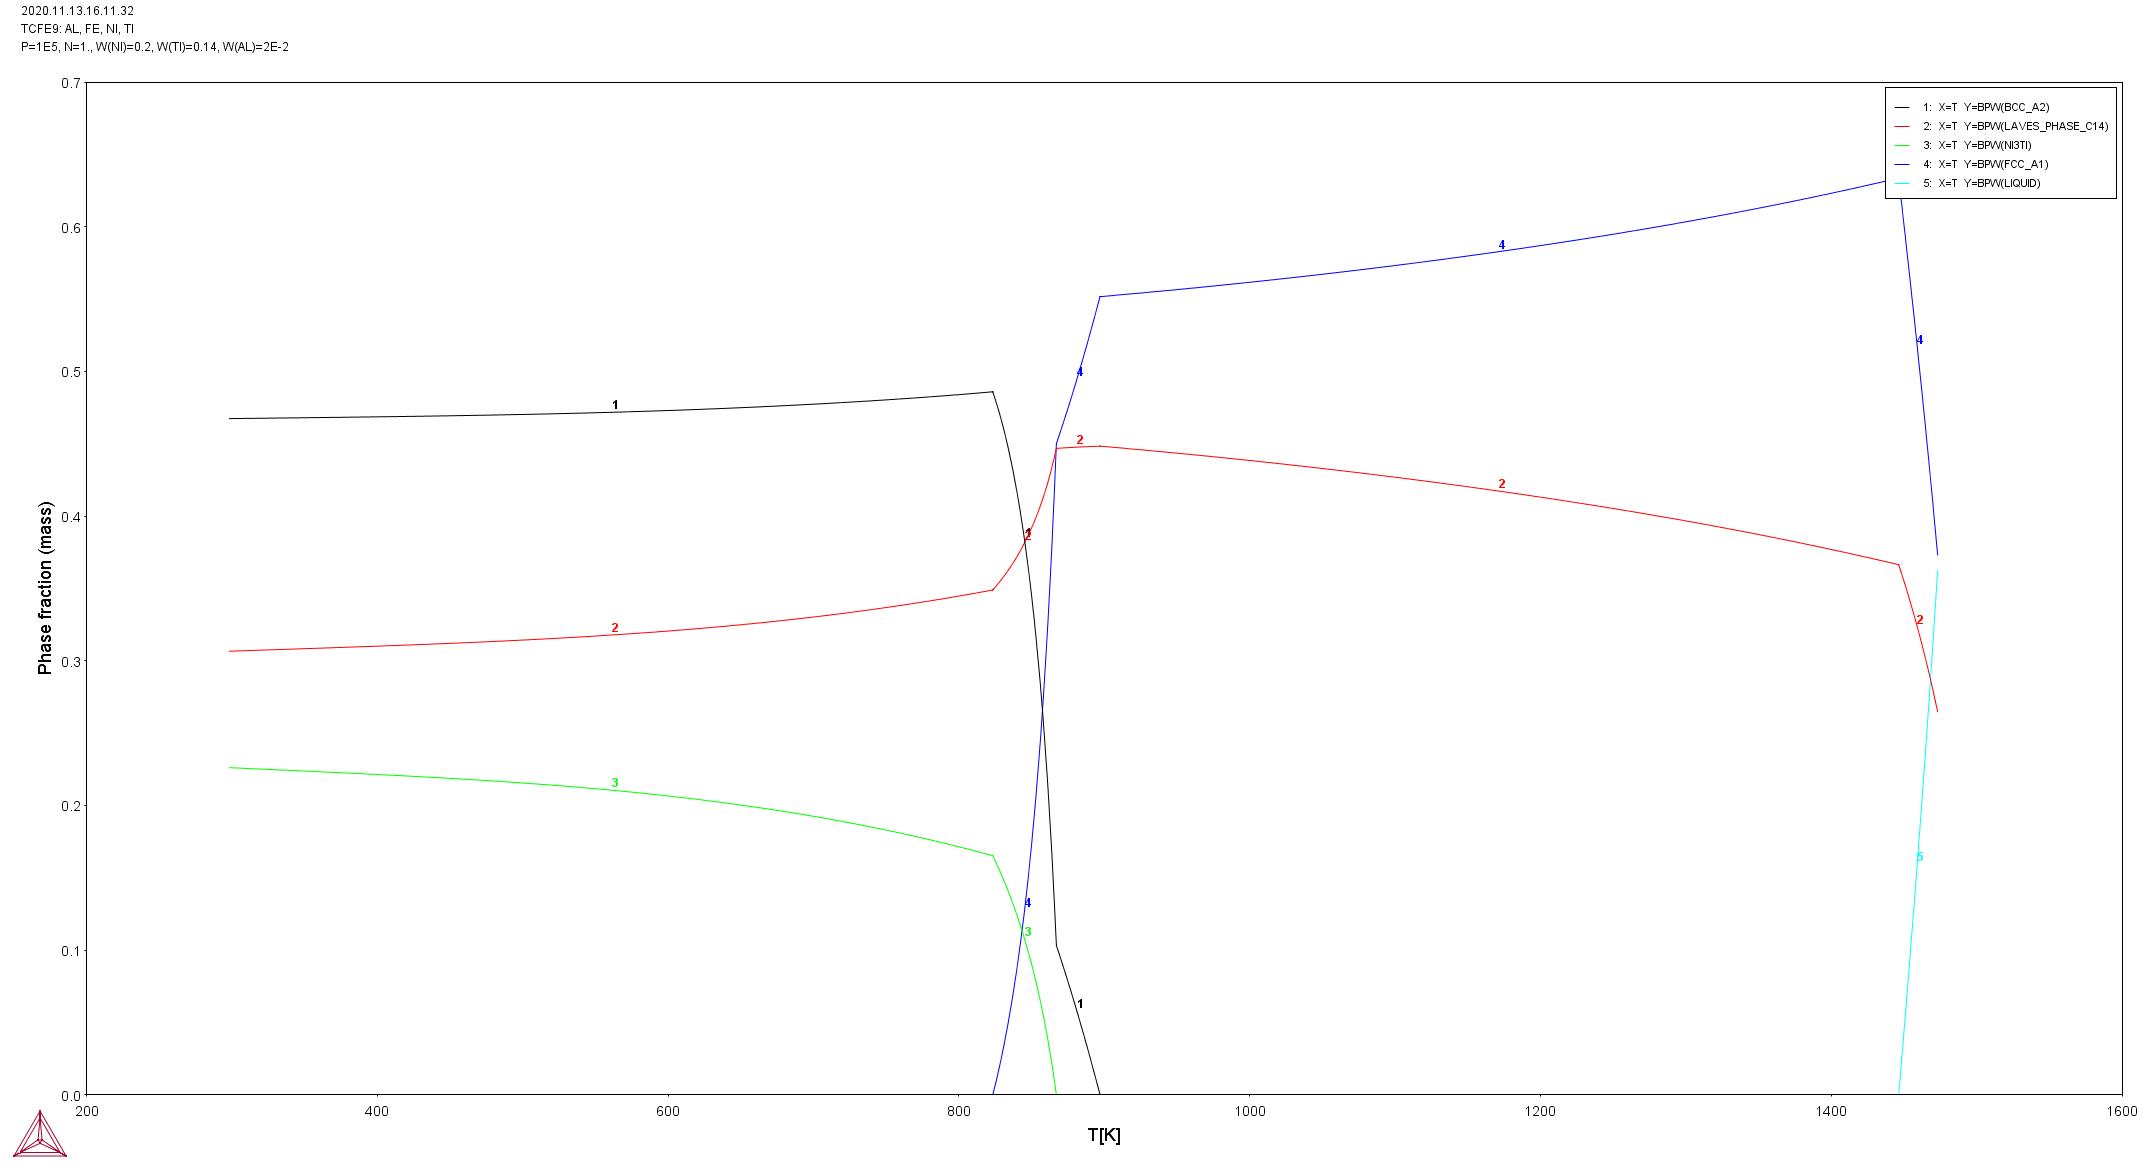 2020.11.13.16.11.32
TCFE9: AL, FE, NI, TI
P=1E5, N=1., W(NI)=0.2, W(TI)=0.14, W(AL)=2E-2
0.7
1: X=T Y=BPW(BCC_A2)
2: X=T Y=BPW(LAVES_PHASE_C14)
3: X=T Y=BPW(NI3TI)
4: X=T Y=BPW(FCC_A1)
5: X=T Y=BPW(LIQUID)
0.6
4
4
0.5
4
1
2
2
0.4
1
2
Phase fraction (mass)
2
2
0.3
3
0.2
5
4
3
0.1
1
0.0
200 400 600 800 1000 1200 1400 1600
T[K]